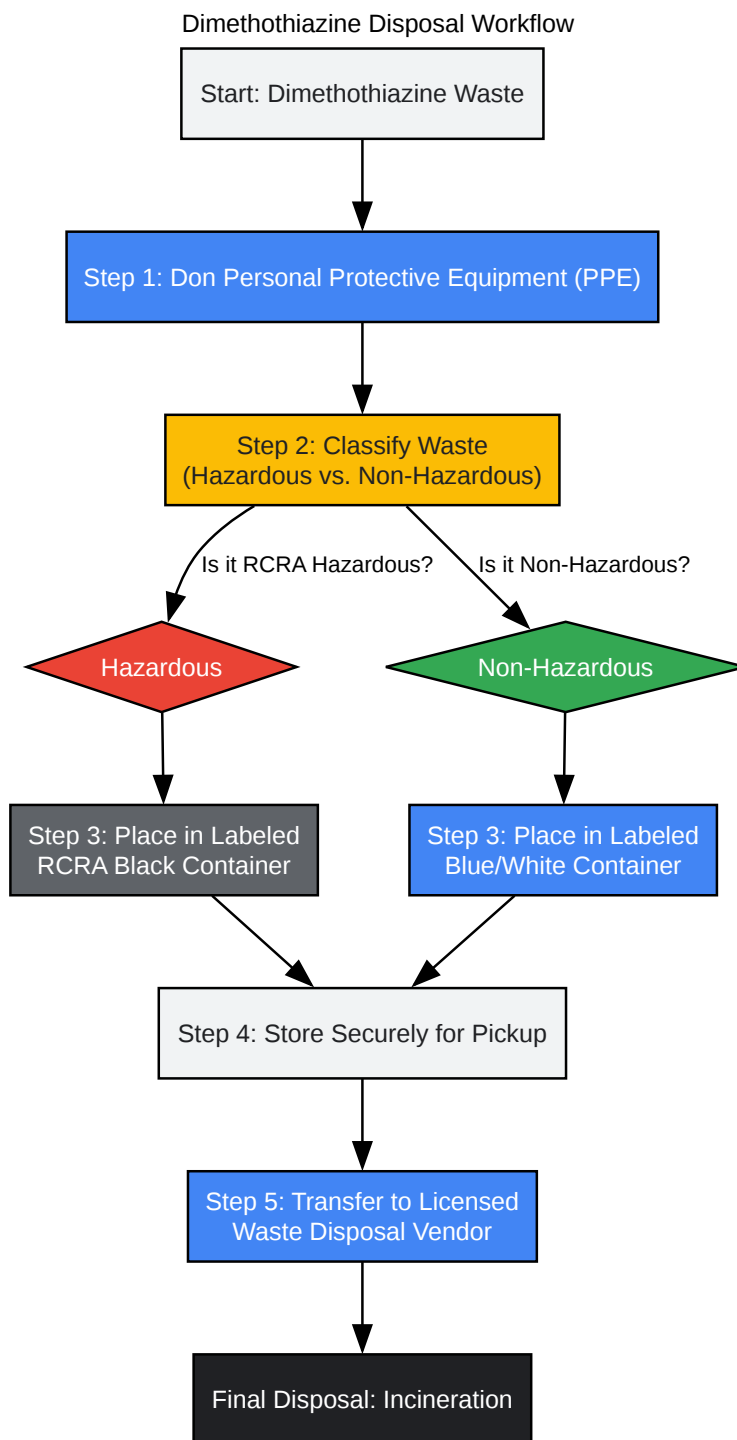 Dimethothiazine Disposal Workflow
Start: Dimethothiazine Waste
Step 1: Don Personal Protective Equipment (PPE)
Step 2: Classify Waste
(Hazardous vs. Non-Hazardous)
Is it RCRA Hazardous?
Is it Non-Hazardous?
Hazardous
Non-Hazardous
Step 3: Place in Labeled
RCRA Black Container
Step 3: Place in Labeled
Blue/White Container
Step 4: Store Securely for Pickup
Step 5: Transfer to Licensed
Waste Disposal Vendor
Final Disposal: Incineration